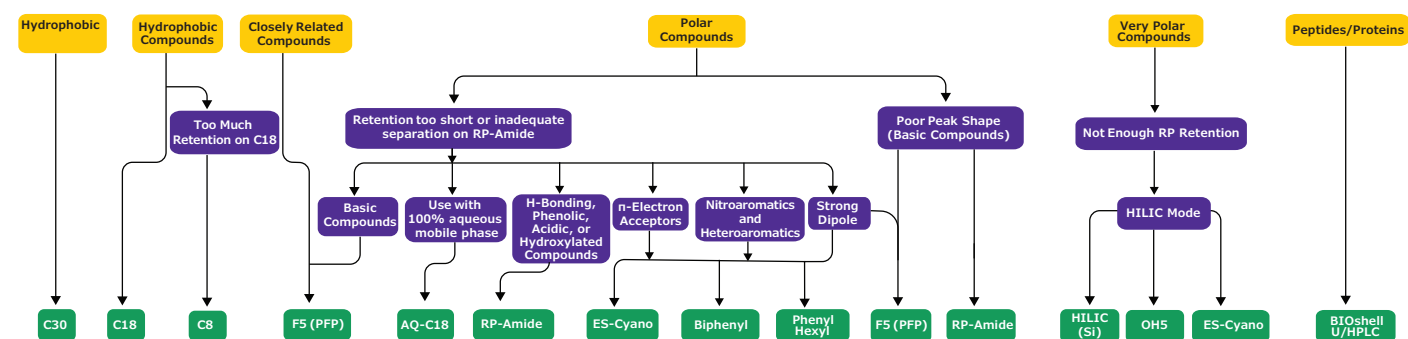 Hydrophobic
Hydrophobic
Compounds
Closely Related
Compounds
Polar
Compounds
Very Polar
Compounds
Peptides/Proteins
Too Much
Retention on C18
Retention too short or inadequate
separation on RP-Amide
Poor Peak Shape
(Basic Compounds)
Not Enough RP Retention
Basic
Compounds
Use with
100% aqueous
mobile phase
H-Bonding,
Phenolic,
Acidic, or
Hydroxylated
Compounds
π-Electron
Acceptors
Nitroaromatics
and
Heteroaromatics
Strong
Dipole
HILIC Mode
C30
C18
C8
F5 (PFP)
AQ-C18
RP-Amide
ES-Cyano
Biphenyl
Phenyl
Hexyl
F5 (PFP)
RP-Amide
HILIC
(Si)
OH5
ES-Cyano
BIOshell
U/HPLC